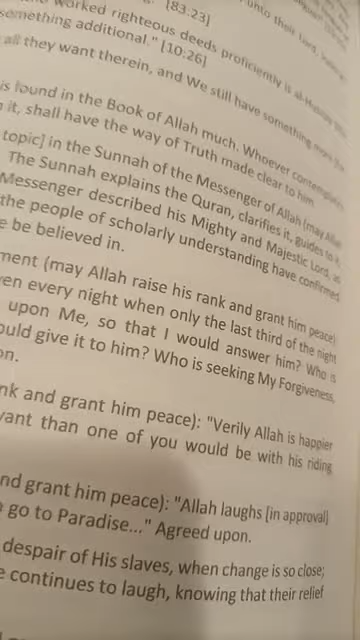 unto their Lord,
[83:23]
worked righteous deeds proficiently is
something additional." [10:26]
all they want therein, and We still have something more
is found in the Book of Allah much. Whoever contemplates
it, shall have the way of Truth made clear to him
topic] in the Sunnah of the Messenger of Allah (may Allah
The Sunnah explains the Quran, clarifies it, guides to it,
Messenger described his Mighty and Majestic Lord,
the people of scholarly understanding have confirmed
be believed in.
ment (may Allah raise his rank and grant him peace)
en every night when only the last third of the night
upon Me, so that I would answer him? Who is
ould give it to him? Who is seeking My Forgiveness,
on.
nk and grant him peace): "Verily Allah is happier
vant than one of you would be with his riding
nd grant him peace): "Allah laughs [in approval]
go to Paradise..." Agreed upon.
despair of His slaves, when change is so close;
e continues to laugh, knowing that their relief